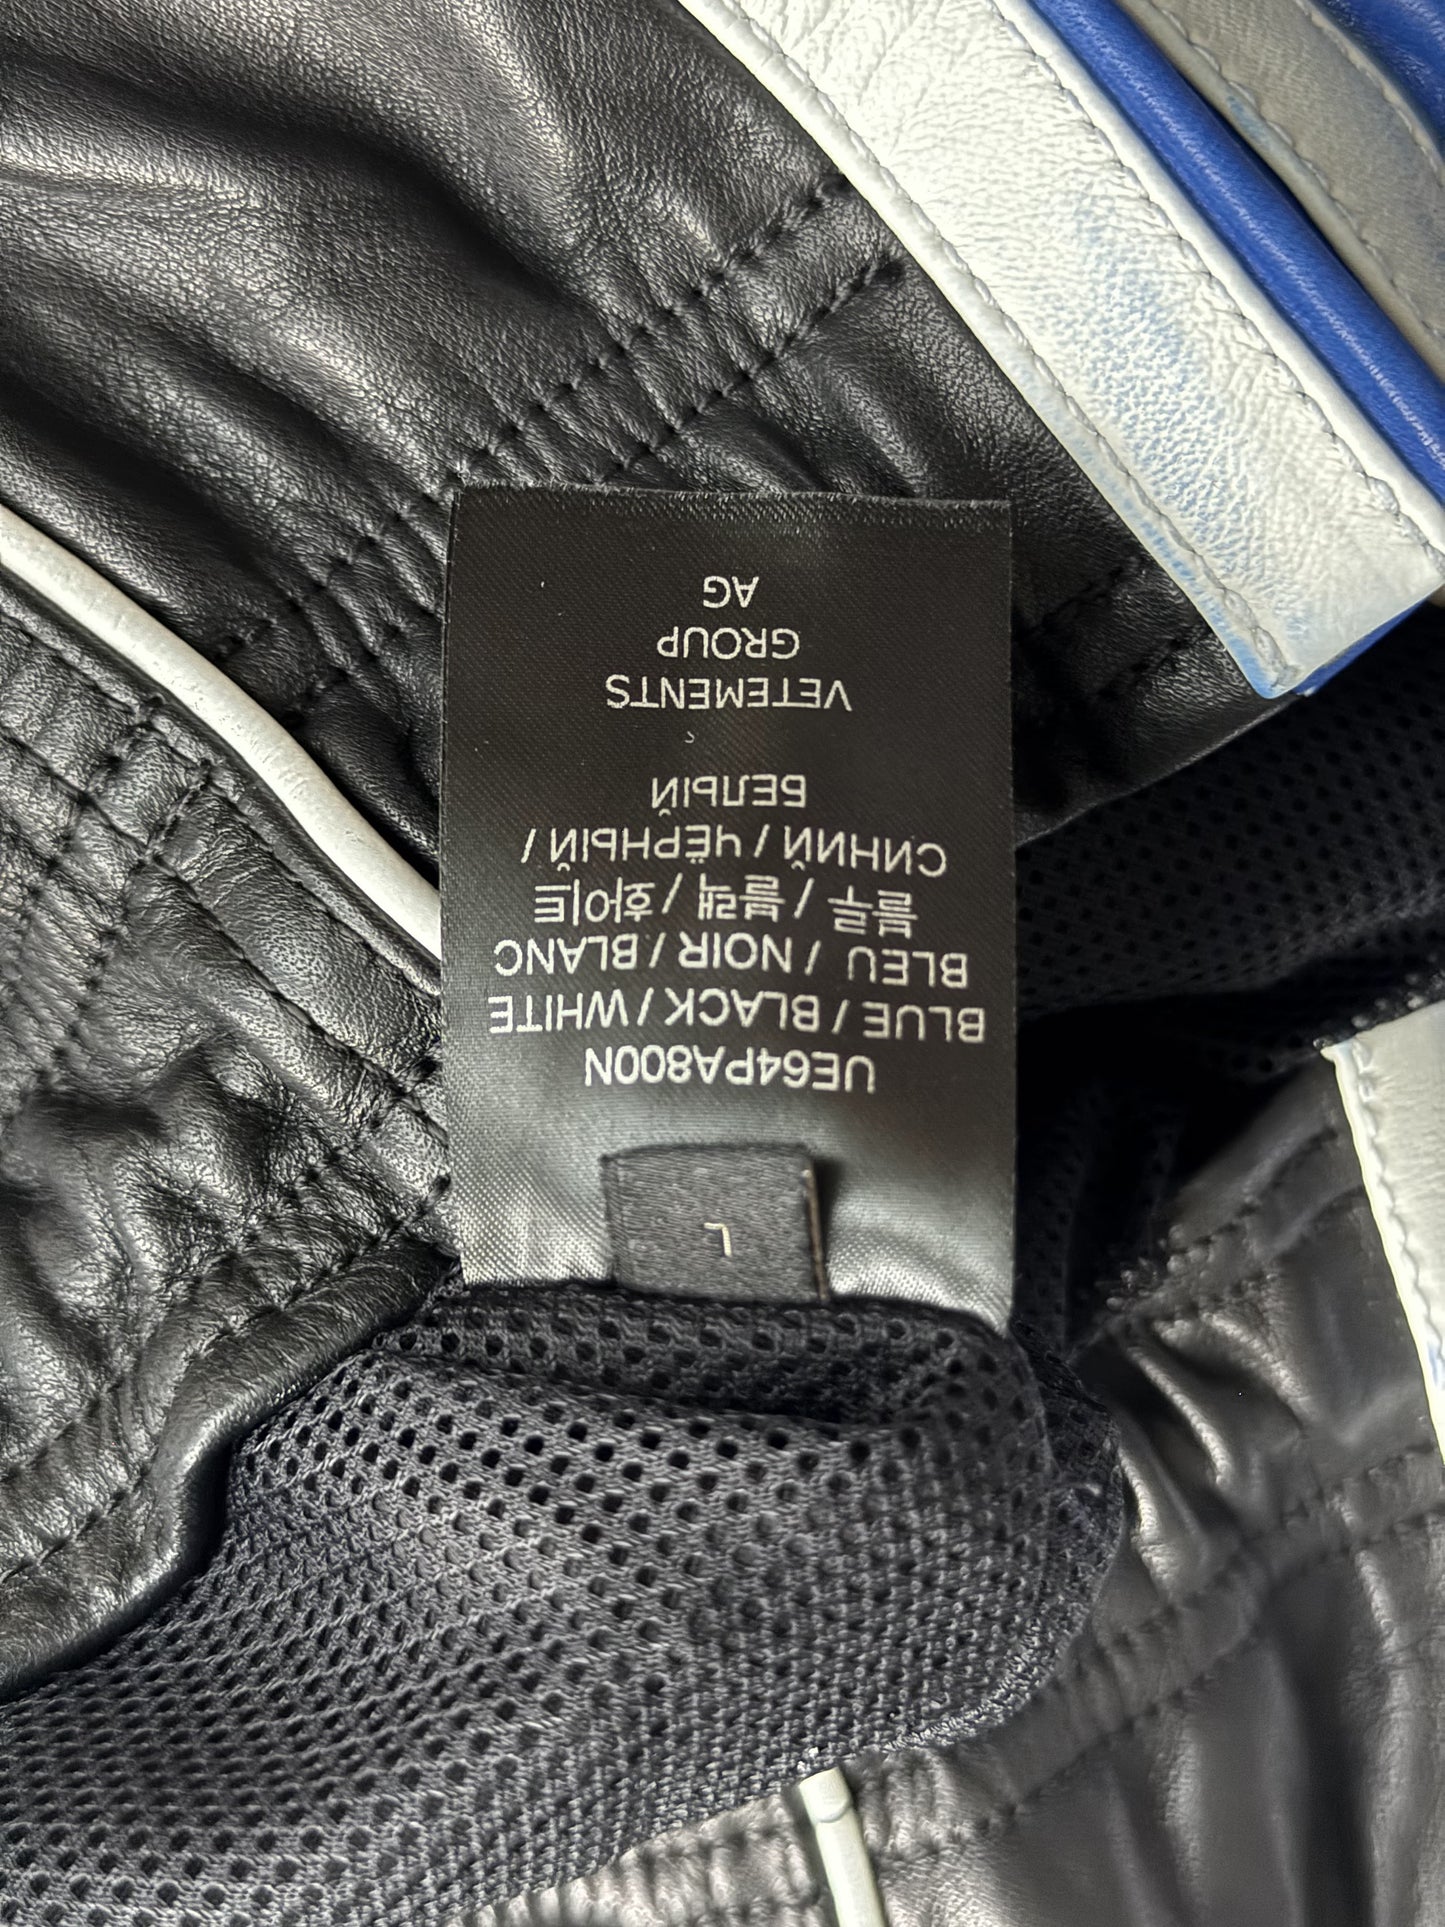 L
UE64PA800N
BLUE / BLACK / WHITE
BLEU / NOIR / BLANC
블루 / 블랙 / 화이트
СИНИЙ / ЧЁРНЫЙ /
БЕЛЫЙ
VETEMENTS
GROUP
AG